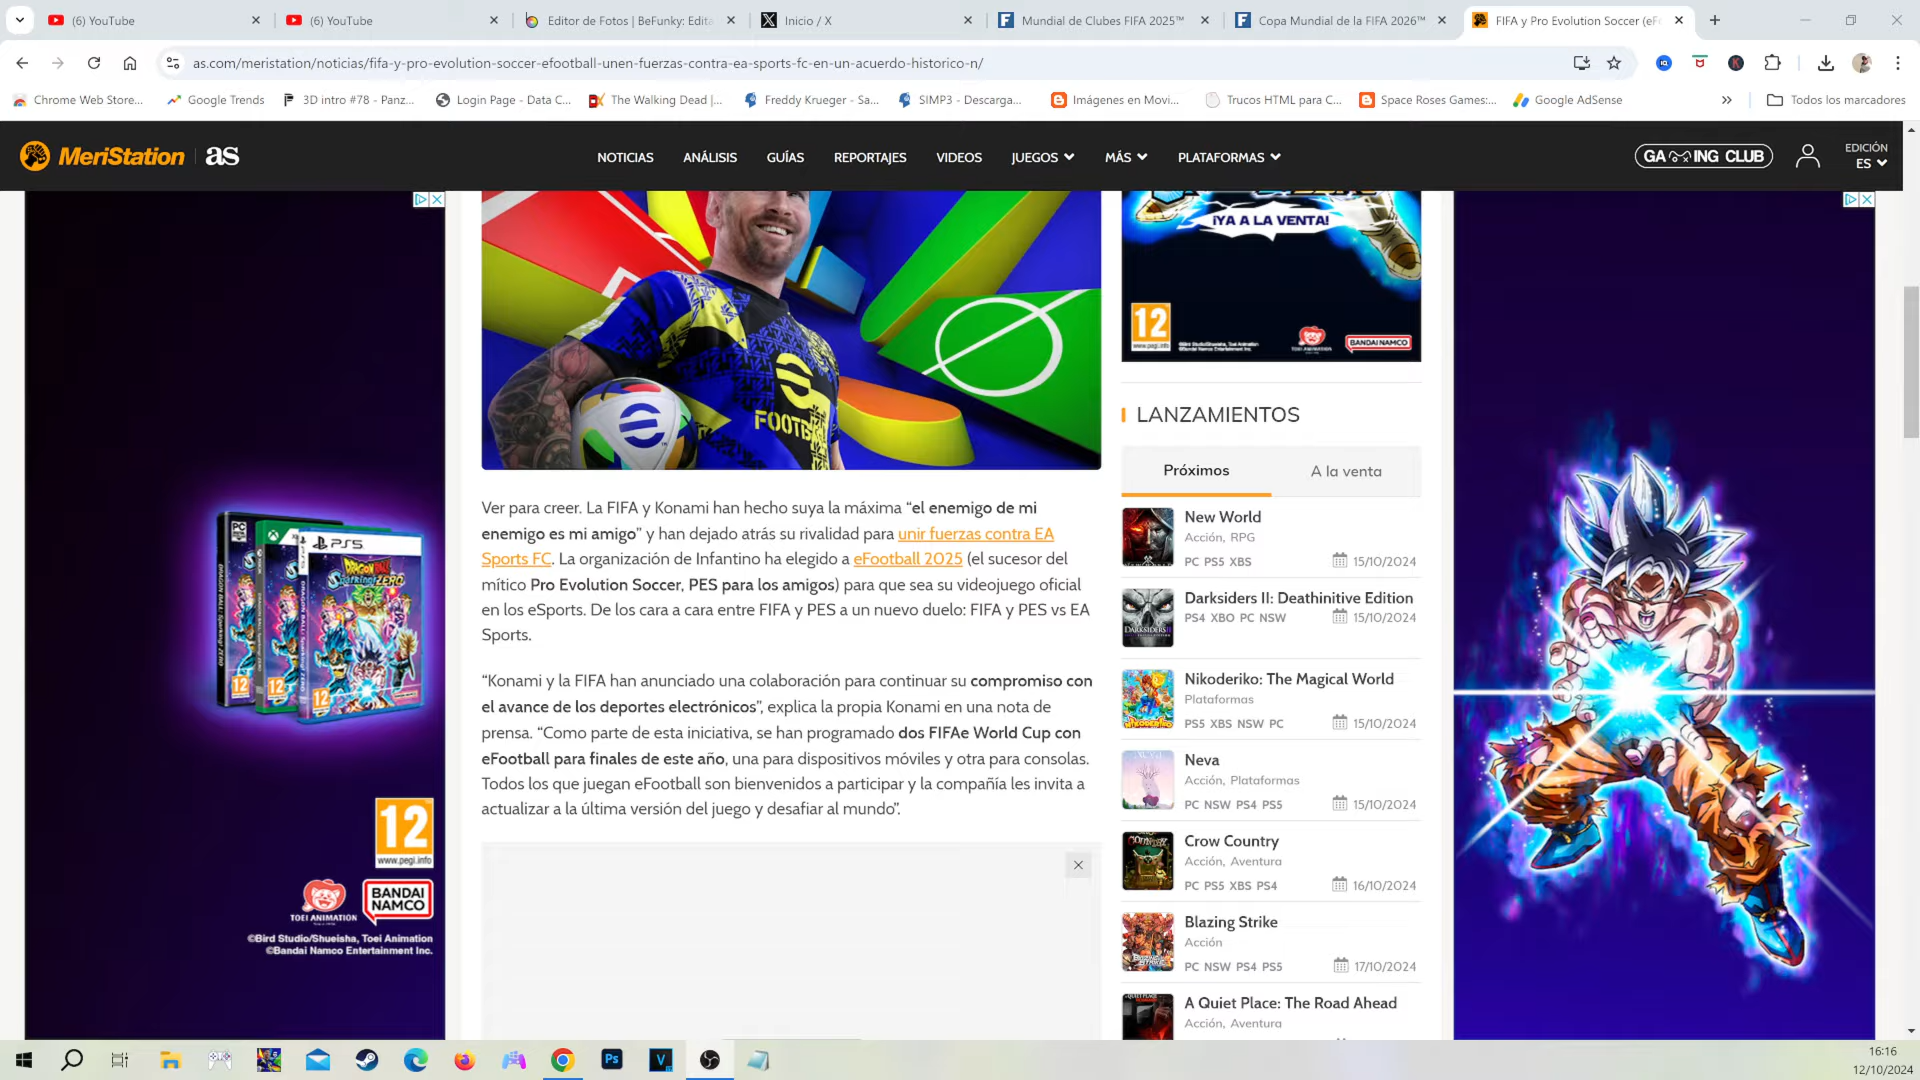 (6) YouTube
(6) YouTube
Editor de Fotos | BeFunky: Edita
Inicio / X
Mundial de Clubes FIFA 2025™
Copa Mundial de la FIFA 2026™
FIFA y Pro Evolution Soccer (eFo
as.com/meristation/noticias/fifa-y-pro-evolution-soccer-efootball-unen-fuerzas-contra-ea-sports-fc-en-un-acuerdo-historico-n/
Chrome Web Store...
Google Trends
3D intro #78 - Panz...
Login Page - Data C...
The Walking Dead |...
Freddy Krueger - Sa...
SIMP3 - Descarga...
Imágenes en Movi...
Trucos HTML para C...
Space Roses Games:...
Google AdSense
Todos los marcadores
MeriStation as
NOTICIAS
ANÁLISIS
GUÍAS
REPORTAJES
VIDEOS
JUEGOS
MÁS
PLATAFORMAS
GAMING CLUB
EDICIÓN
ES
FOOTBALL
¡YA A LA VENTA!
12
TOEI ANIMATION
BANDAI NAMCO
Ver para creer. La FIFA y Konami han hecho suya la máxima “el enemigo de mi
enemigo es mi amigo” y han dejado atrás su rivalidad para unir fuerzas contra EA
Sports FC. La organización de Infantino ha elegido a eFootball 2025 (el sucesor del
mítico Pro Evolution Soccer, PES para los amigos) para que sea su videojuego oficial
en los eSports. De los cara a cara entre FIFA y PES a un nuevo duelo: FIFA y PES vs EA
Sports.
“Konami y la FIFA han anunciado una colaboración para continuar su compromiso con
el avance de los deportes electrónicos”, explica la propia Konami en una nota de
prensa. “Como parte de esta iniciativa, se han programado dos FIFAe World Cup con
eFootball para finales de este año, una para dispositivos móviles y otra para consolas.
Todos los que juegan eFootball son bienvenidos a participar y la compañía les invita a
actualizar a la última versión del juego y desafiar al mundo”.
LANZAMIENTOS
Próximos
A la venta
New World
Acción, RPG
PC PS5 XBS
15/10/2024
Darksiders II: Deathinitive Edition
PS4 XBO PC NSW
15/10/2024
Nikoderiko: The Magical World
Plataformas
PS5 XBS NSW PC
15/10/2024
Neva
Acción, Plataformas
PC NSW PS4 PS5
15/10/2024
Crow Country
Acción, Aventura
PC PS5 XBS PS4
16/10/2024
Blazing Strike
Acción
PC NSW PS4 PS5
17/10/2024
A Quiet Place: The Road Ahead
Acción, Aventura
PC
PS5
DRAGON BALL
Sparking! ZERO
12
12
12
12
www.pegi.info
TOEI ANIMATION
BANDAI
NAMCO
©Bird Studio/Shueisha, Toei Animation
©Bandai Namco Entertainment Inc.
Ps
V
16:16
12/10/2024